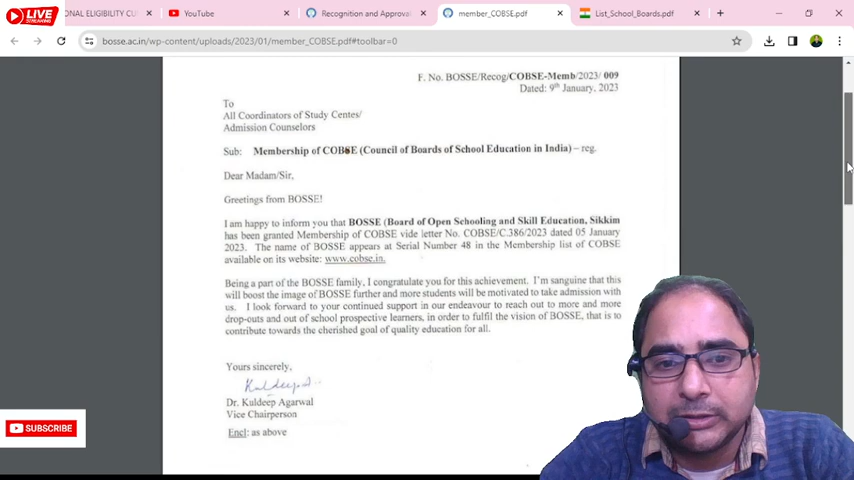 LIVE
STREAMING
ONAL ELIGIBILITY CU
YouTube
Recognition and Approval
member_COBSE.pdf
List_School_Boards.pdf
bosse.ac.in/wp-content/uploads/2023/01/member_COBSE.pdf#toolbar=0
F. No. BOSSE/Recog/COBSE-Memb/2023/ 009
Dated: 9th January, 2023
To
All Coordinators of Study Centes/
Admission Counselors
Sub: Membership of COBSE (Council of Boards of School Education in India) – reg.
Dear Madam/Sir,
Greetings from BOSSE!
I am happy to inform you that BOSSE (Board of Open Schooling and Skill Education, Sikkim
has been granted Membership of COBSE vide letter No. COBSE/C.386/2023 dated 05 January
2023. The name of BOSSE appears at Serial Number 48 in the Membership list of COBSE
available on its website: www.cobse.in.
Being a part of the BOSSE family, I congratulate you for this achievement. I'm sanguine that this
will boost the image of BOSSE further and more students will be motivated to take admission with
us. I look forward to your continued support in our endeavour to reach out to more and more
drop-outs and out of school prospective learners, in order to fulfil the vision of BOSSE, that is to
contribute towards the cherished goal of quality education for all.
Yours sincerely,
Kuldeep
Dr. Kuldeep Agarwal
Vice Chairperson
Encl: as above
SUBSCRIBE